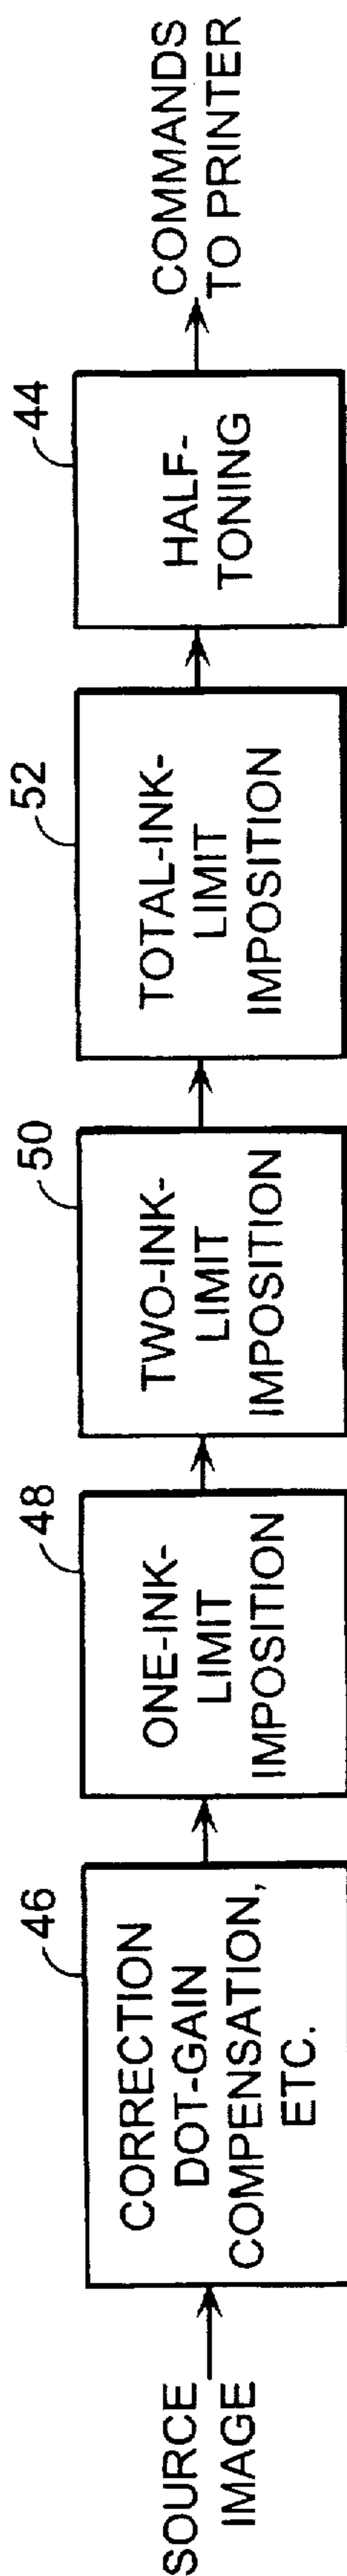 SOURCE
IMAGE
46
CORRECTION
DOT-GAIN
COMPENSATION,
ETC.
48
ONE-INK-
LIMIT
IMPOSITION
50
TWO-INK-
LIMIT
IMPOSITION
52
TOTAL-INK-
LIMIT
IMPOSITION
44
HALF-
TONING
COMMANDS
TO PRINTER